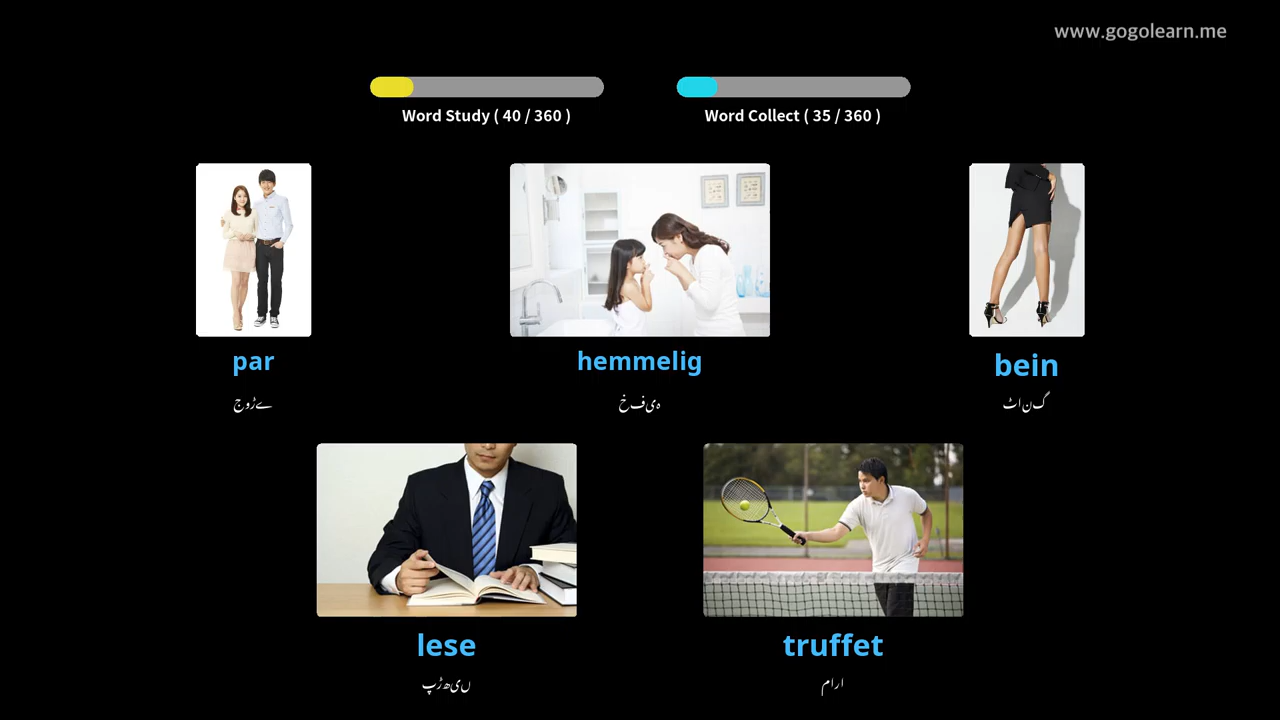 www.gogolearn.me
Word Study ( 40 / 360 )
Word Collect ( 35 / 360 )
par
جوڑے
hemmelig
خفیہ
bein
ٹانگ
lese
پڑھیں
truffet
مارا